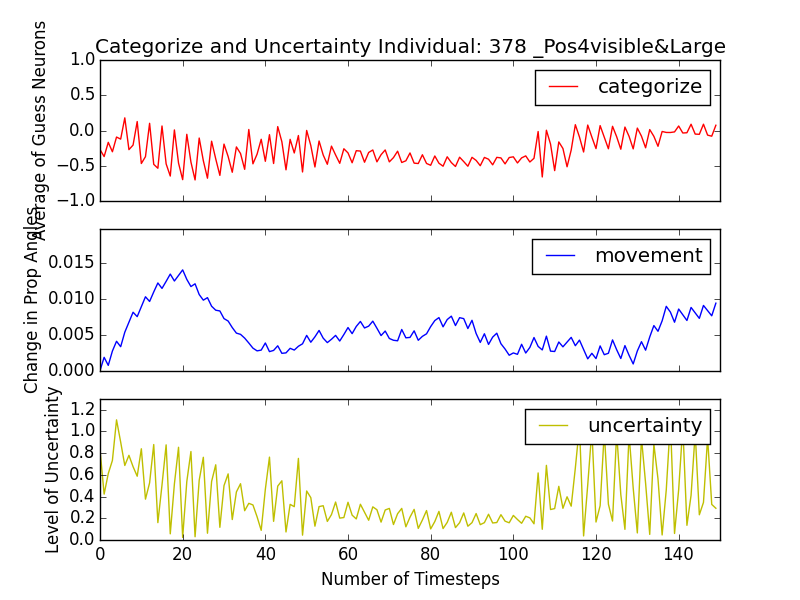 Categorize and Uncertainty Individual: 378 _Pos4visible&Large
Average of Guess Neurons
1.0
0.5
0.0
−0.5
−1.0
categorize
Change in Prop Angles
0.015
0.010
0.005
0.000
movement
Level of Uncertainty
1.2
1.0
0.8
0.6
0.4
0.2
0.0
uncertainty
0 20 40 60 80 100 120 140
Number of Timesteps